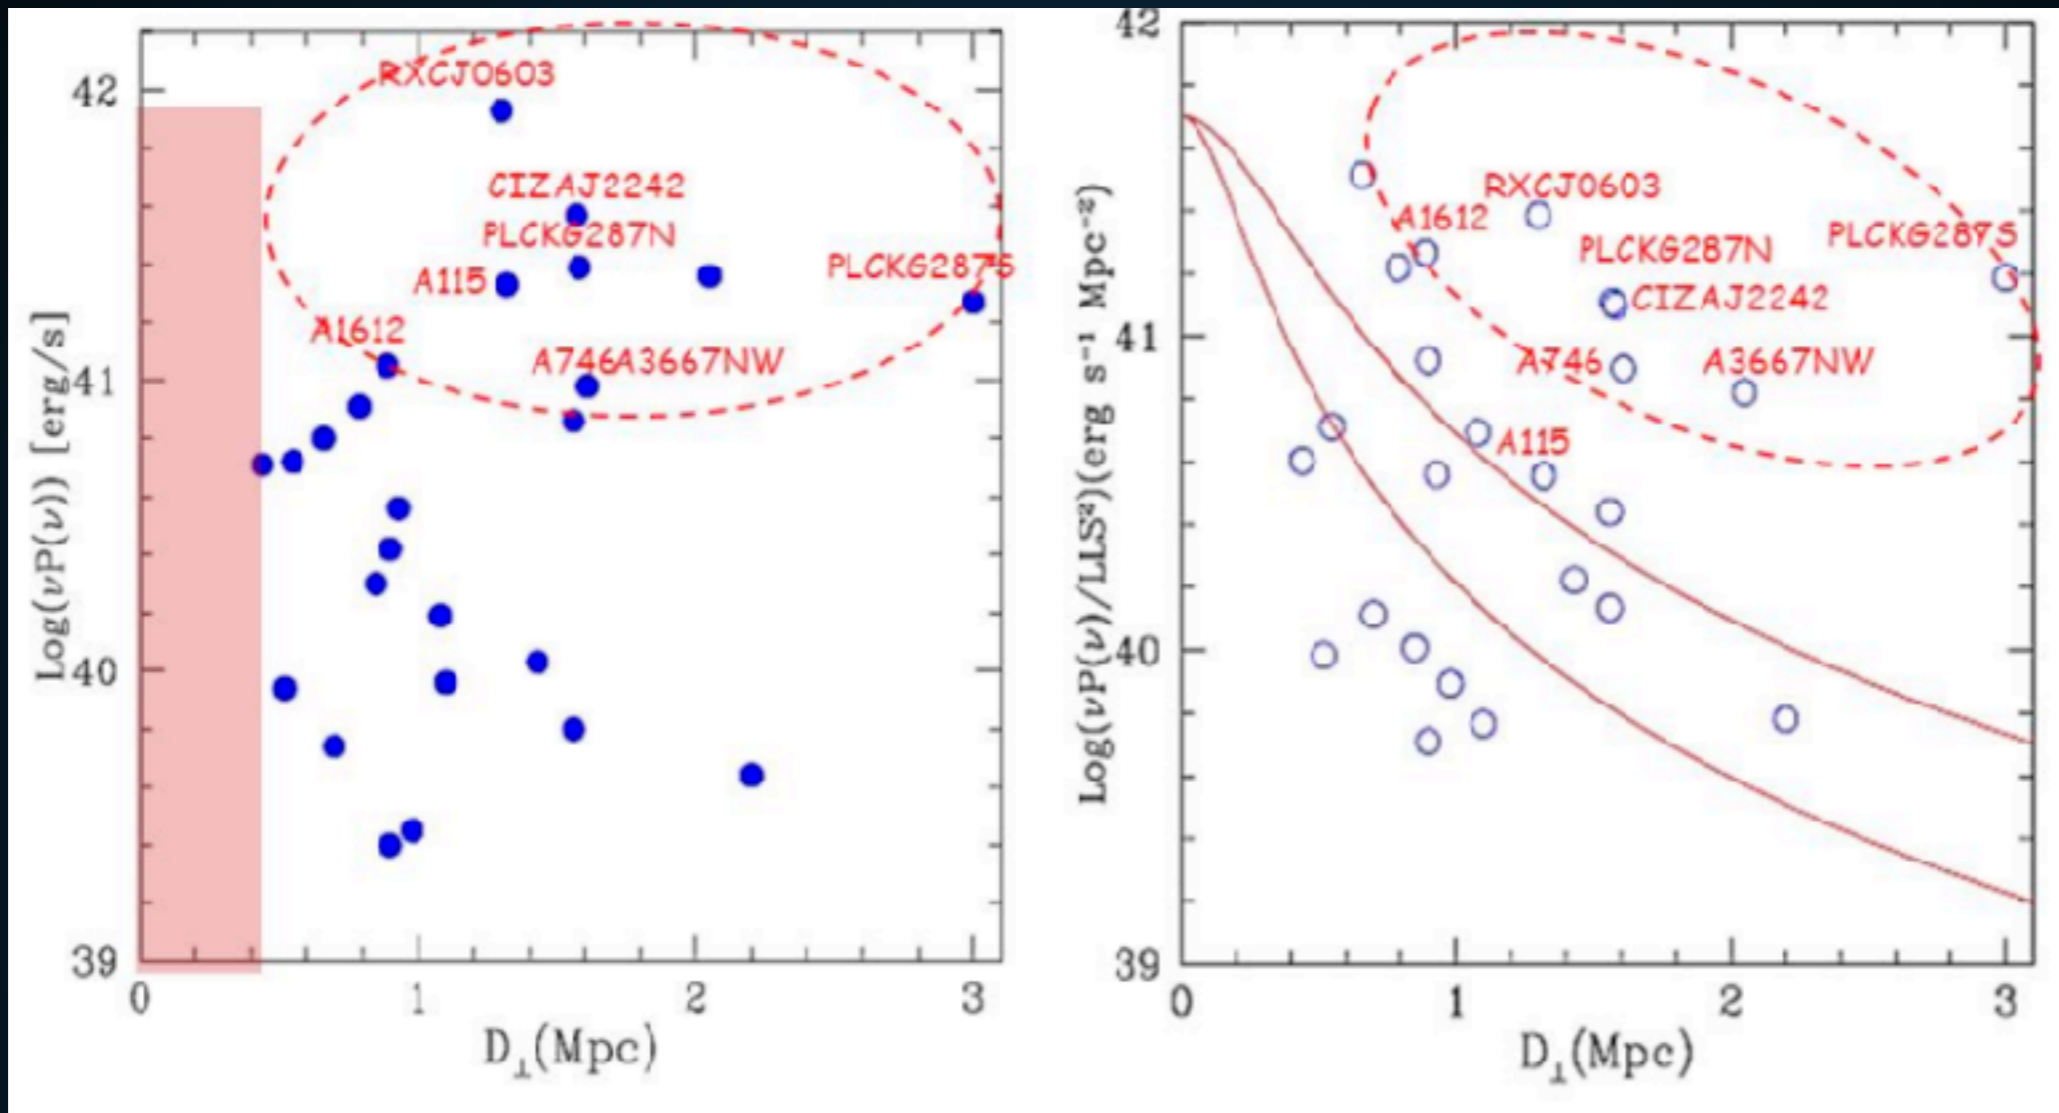 RXCJ0603
42
CIZAJ2242
PLCKG287N
PLCKG287S
A115
A1612
A746A3667NW
41
40
39
0
1
2
3
Log(νP(ν)) [erg/s]
D⊥(Mpc)
42
RXCJ0603
A1612
PLCKG287S
PLCKG287N
CIZAJ2242
41
A746
A3667NW
A115
40
39
0
1
2
3
Log(νP(ν)/LLS²)(erg s⁻¹ Mpc⁻²)
D⊥(Mpc)